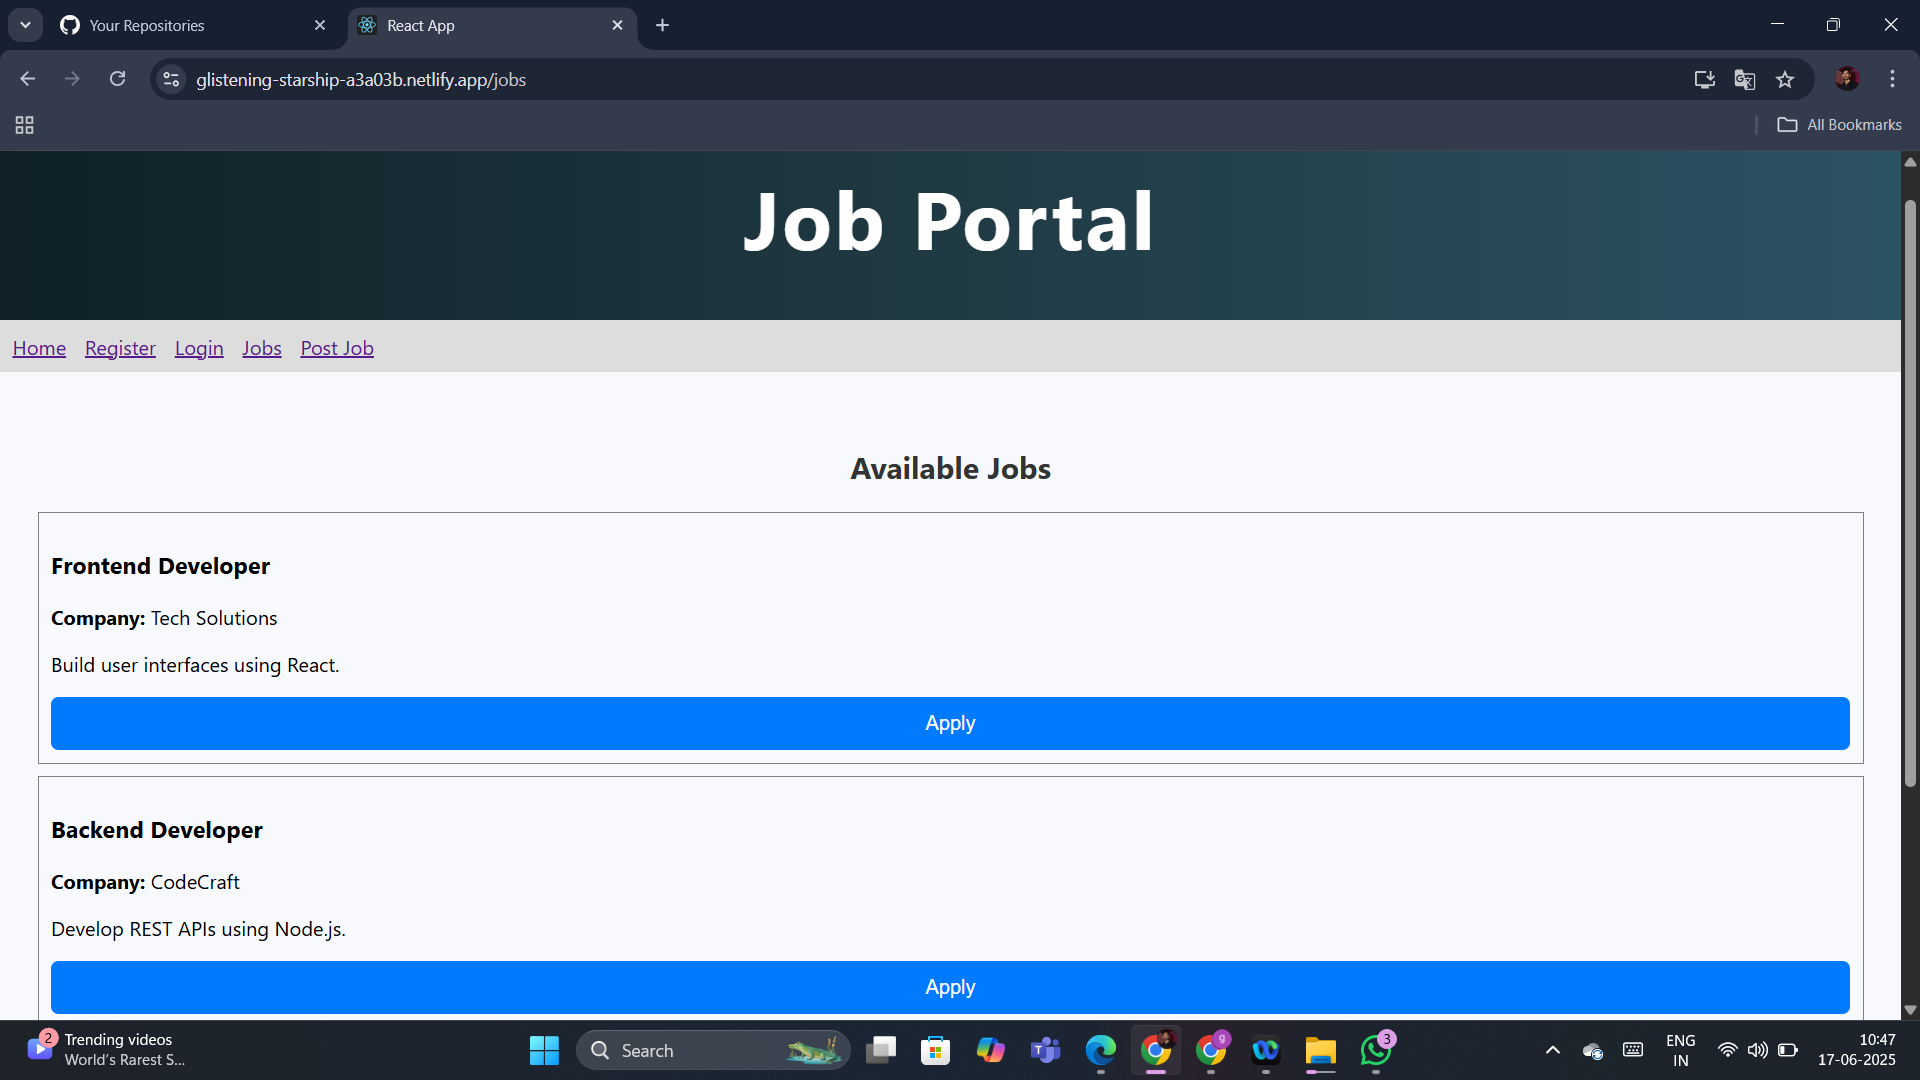 Your Repositories
React App
glistening-starship-a3a03b.netlify.app/jobs
All Bookmarks
Job Portal
Home Register Login Jobs Post Job
Available Jobs
Frontend Developer
Company: Tech Solutions
Build user interfaces using React.
Apply
Backend Developer
Company: CodeCraft
Develop REST APIs using Node.js.
Apply
2
Trending videos
World's Rarest S...
Search
g
3
ENG
IN
10:47
17-06-2025